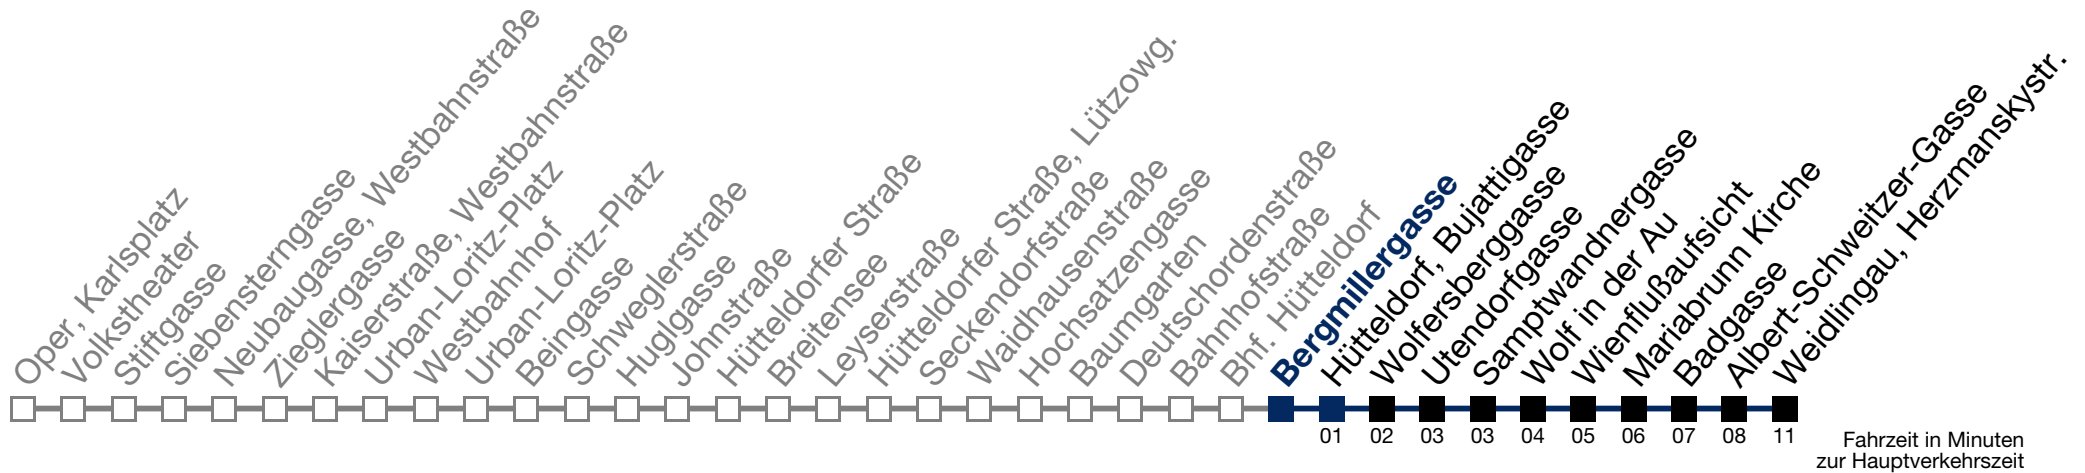 Oper, Karlsplatz
Volkstheater
Stiftgasse
Siebensterngasse
Neubaugasse, Westbahnstraße
Zieglergasse
Kaiserstraße, Westbahnstraße
Urban-Loritz-Platz
Westbahnhof
Urban-Loritz-Platz
Beingasse
Schweglerstraße
Huglgasse
Johnstraße
Hütteldorfer Straße
Breitensee
Leyserstraße
Hütteldorfer Straße, Lützowg.
Seckendorfstraße
Waidhausenstraße
Hochsatzengasse
Baumgarten
Deutschordenstraße
Bahnhofstraße
Bhf. Hütteldorf
Bergmillergasse
Hütteldorf, Bujattigasse
Wolfersberggasse
Utendorfgasse
Samptwandnergasse
Wolf in der Au
Wienflußaufsicht
Mariabrunn Kirche
Badgasse
Albert-Schweitzer-Gasse
Weidlingau, Herzmanskystr.
01 02 03 03 04 05 06 07 08 11
Fahrzeit in Minuten
zur Hauptverkehrszeit